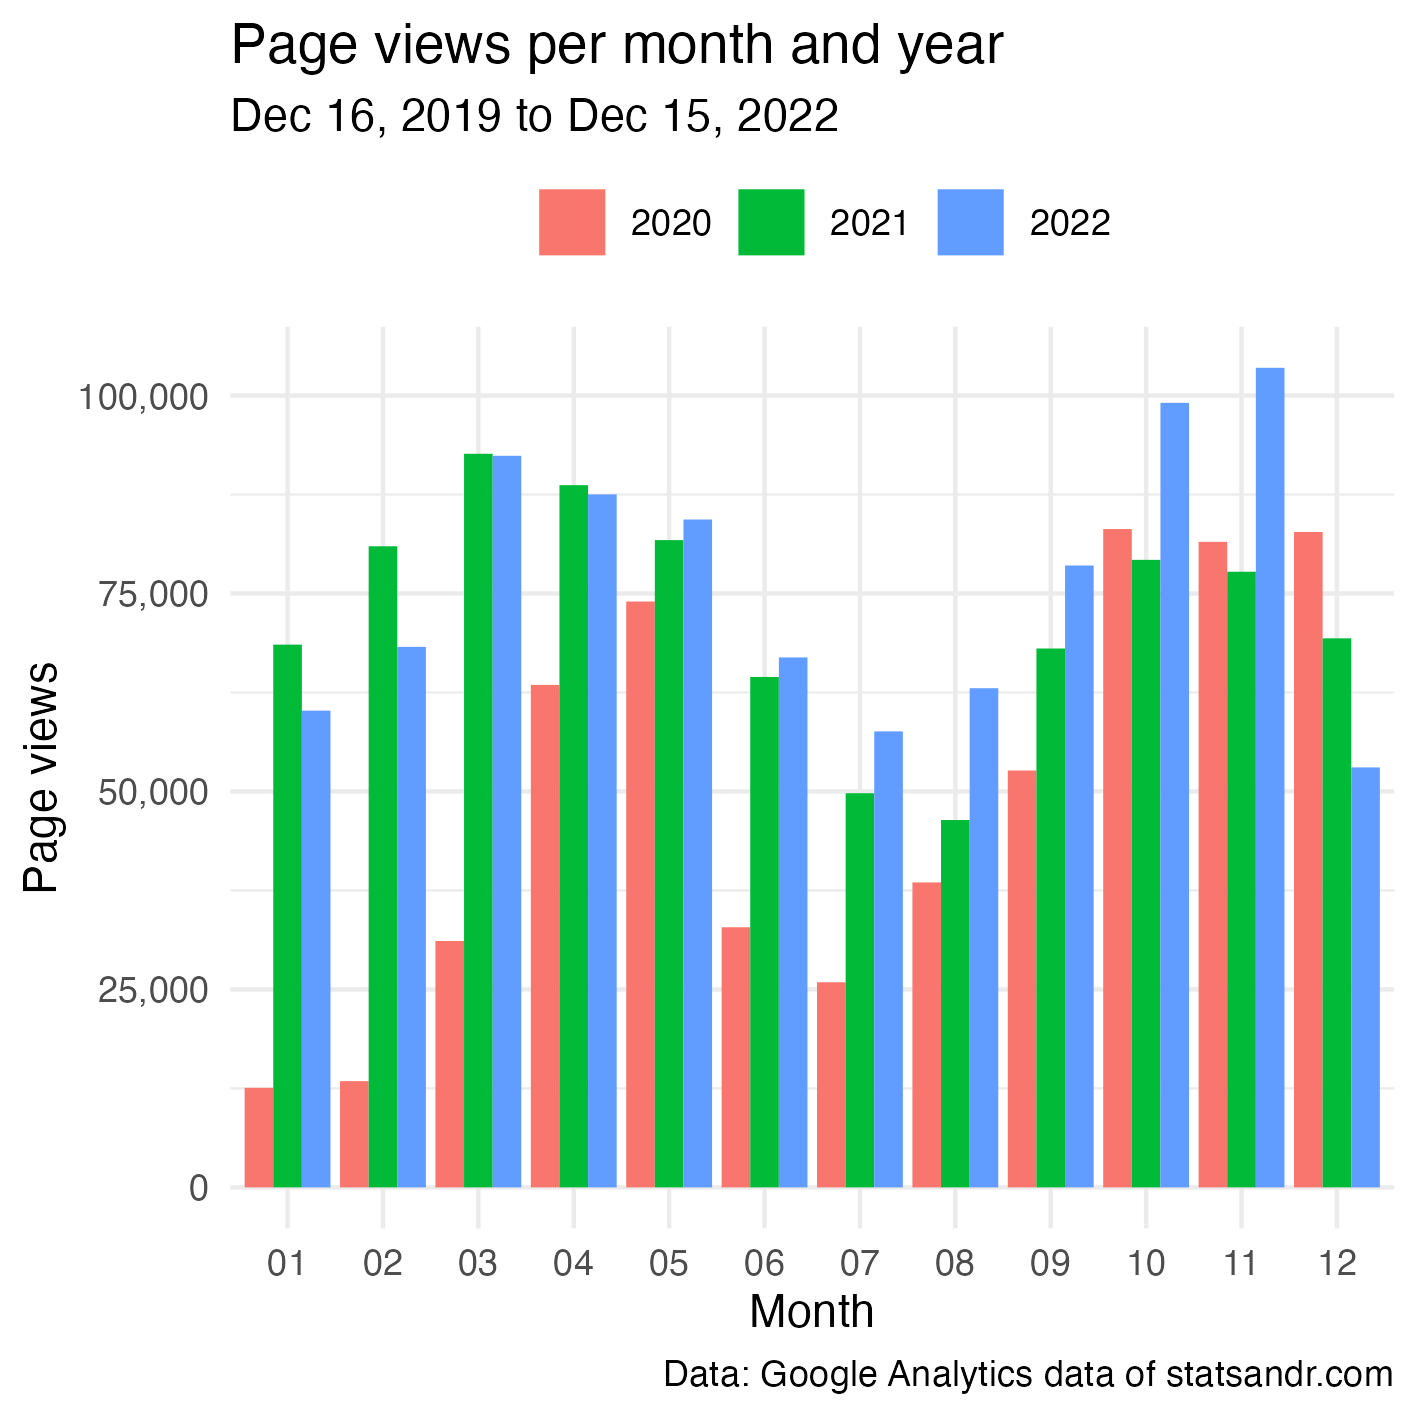 Page views per month and year
Dec 16, 2019 to Dec 15, 2022
2020 2021 2022
Page views
100,000
75,000
50,000
25,000
0
01 02 03 04 05 06 07 08 09 10 11 12
Month
Data: Google Analytics data of statsandr.com